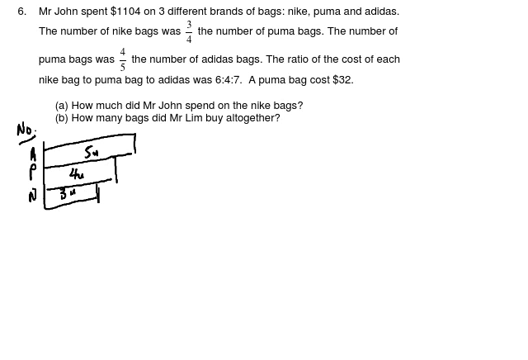 6. Mr John spent $1104 on 3 different brands of bags: nike, puma and adidas.
The number of nike bags was 3/4 the number of puma bags. The number of
puma bags was 4/5 the number of adidas bags. The ratio of the cost of each
nike bag to puma bag to adidas was 6:4:7. A puma bag cost $32.
(a) How much did Mr John spend on the nike bags?
(b) How many bags did Mr Lim buy altogether?
No:
A 5u
P 4u
N 3u